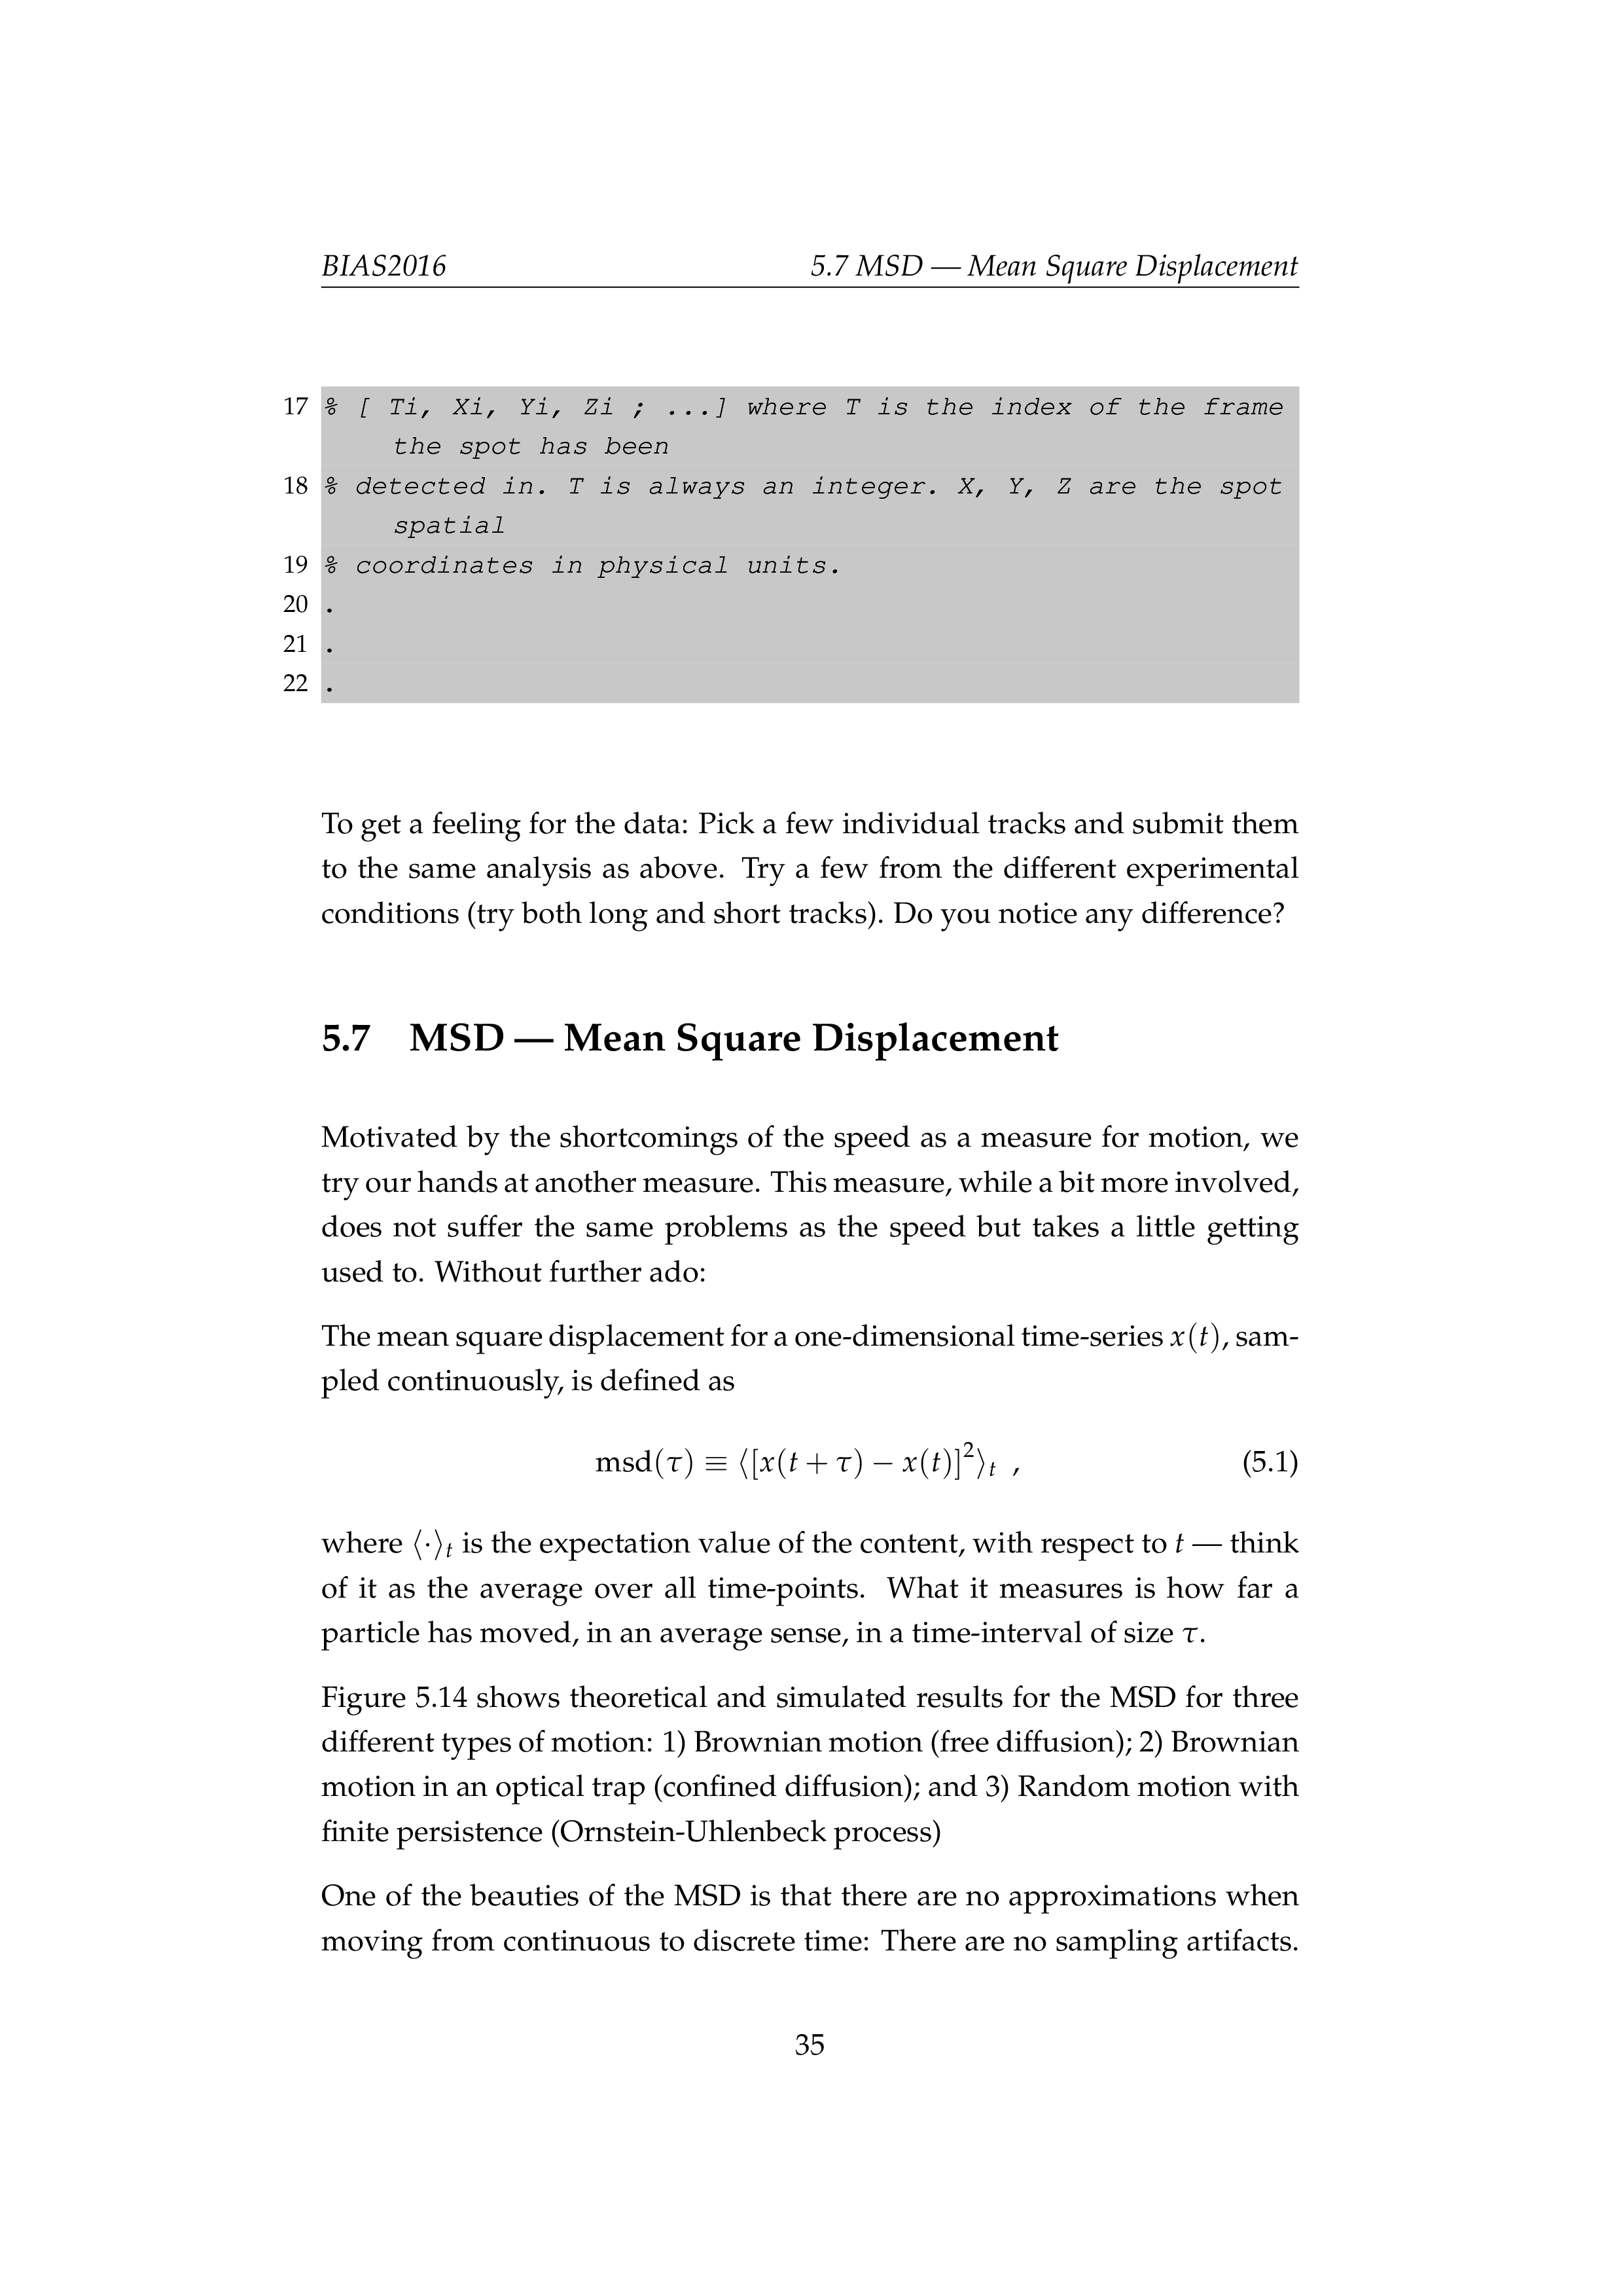 BIAS2016 5.7 MSD — Mean Square Displacement
17 % [ Ti, Xi, Yi, Zi ; ...] where T is the index of the frame
the spot has been
18 % detected in. T is always an integer. X, Y, Z are the spot
spatial
19 % coordinates in physical units.
20 .
21 .
22 .
To get a feeling for the data: Pick a few individual tracks and submit them
to the same analysis as above. Try a few from the different experimental
conditions (try both long and short tracks). Do you notice any difference?
5.7 MSD — Mean Square Displacement
Motivated by the shortcomings of the speed as a measure for motion, we
try our hands at another measure. This measure, while a bit more involved,
does not suffer the same problems as the speed but takes a little getting
used to. Without further ado:
The mean square displacement for a one-dimensional time-series x(t), sam-
pled continuously, is defined as
msd(τ) ≡ ⟨[x(t + τ) − x(t)]²⟩ₜ , (5.1)
where ⟨·⟩ₜ is the expectation value of the content, with respect to t — think
of it as the average over all time-points. What it measures is how far a
particle has moved, in an average sense, in a time-interval of size τ.
Figure 5.14 shows theoretical and simulated results for the MSD for three
different types of motion: 1) Brownian motion (free diffusion); 2) Brownian
motion in an optical trap (confined diffusion); and 3) Random motion with
finite persistence (Ornstein-Uhlenbeck process)
One of the beauties of the MSD is that there are no approximations when
moving from continuous to discrete time: There are no sampling artifacts.
35